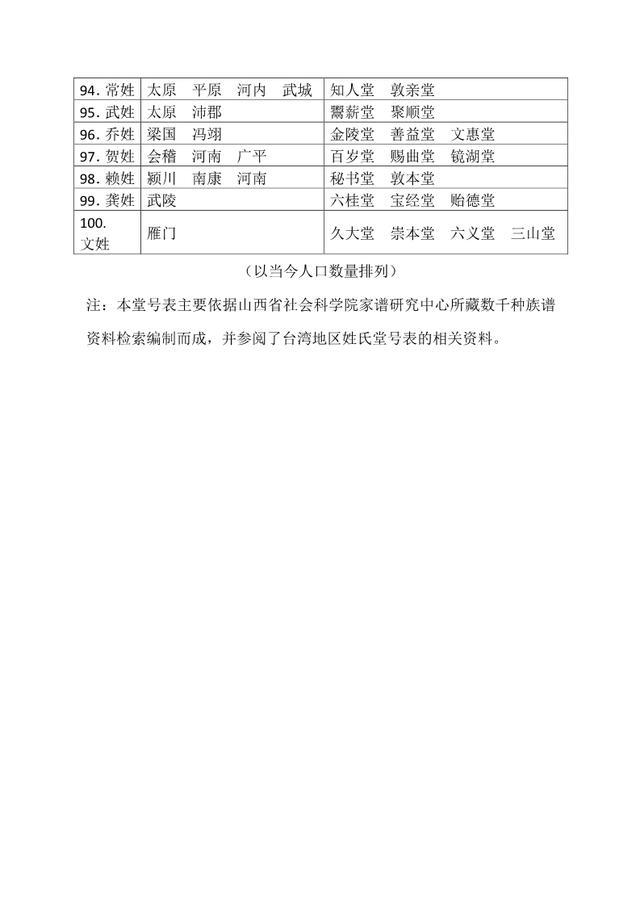 94. 常姓 太原 平原 河内 武城 知人堂 敦亲堂
95. 武姓 太原 沛郡 鬻薪堂 聚顺堂
96. 乔姓 梁国 冯翊 金陵堂 善益堂 文惠堂
97. 贺姓 会稽 河南 广平 百岁堂 赐曲堂 镜湖堂
98. 赖姓 颍川 南康 河南 秘书堂 敦本堂
99. 龚姓 武陵 六桂堂 宝经堂 贻德堂
100.
文姓 雁门 久大堂 崇本堂 六义堂 三山堂
（以当今人口数量排列）
注：本堂号表主要依据山西省社会科学院家谱研究中心所藏数千种族谱
资料检索编制而成，并参阅了台湾地区姓氏堂号表的相关资料。